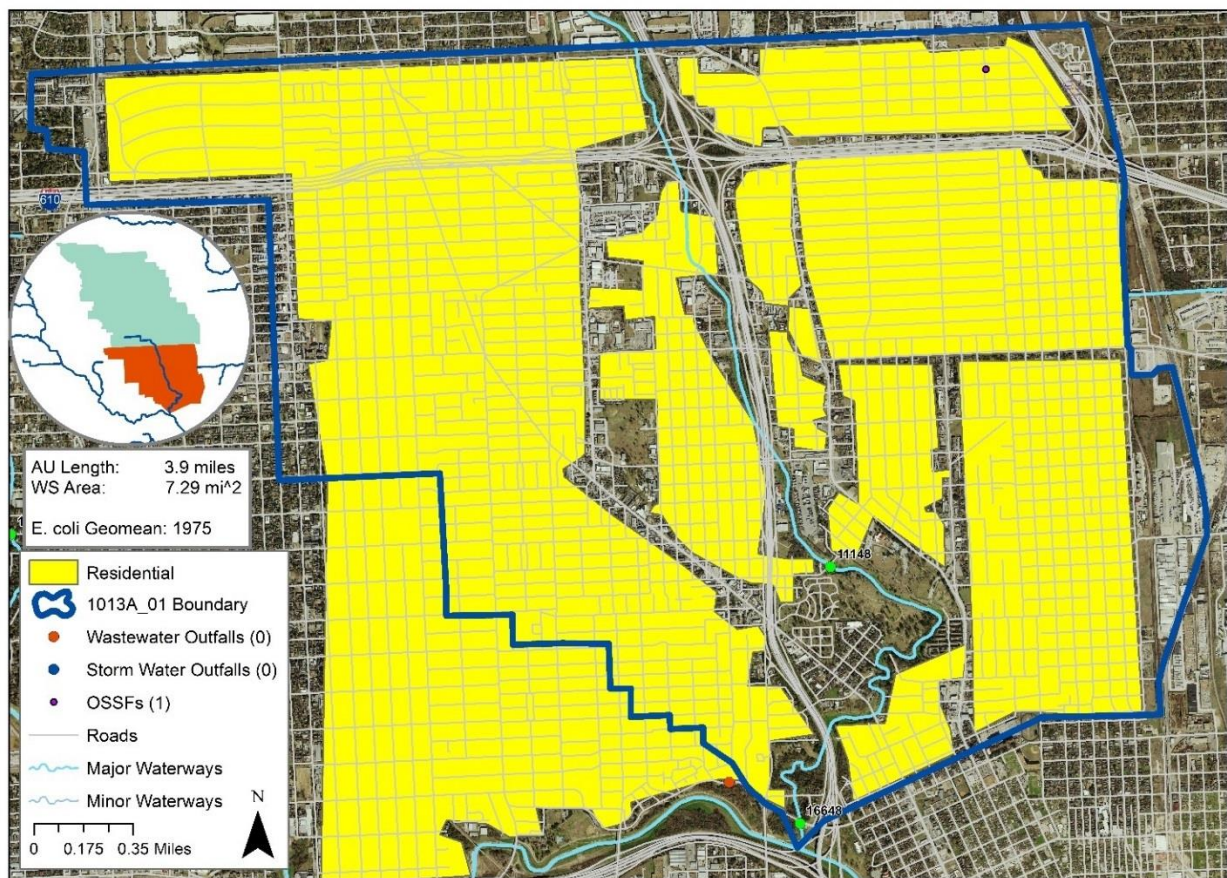 610
AU Length: 3.9 miles
WS Area: 7.29 mi^2
E. coli Geomean: 1975
Residential
1013A_01 Boundary
Wastewater Outfalls (0)
Storm Water Outfalls (0)
OSSFs (1)
Roads
Major Waterways
Minor Waterways
N
0 0.175 0.35 Miles
11148
16648